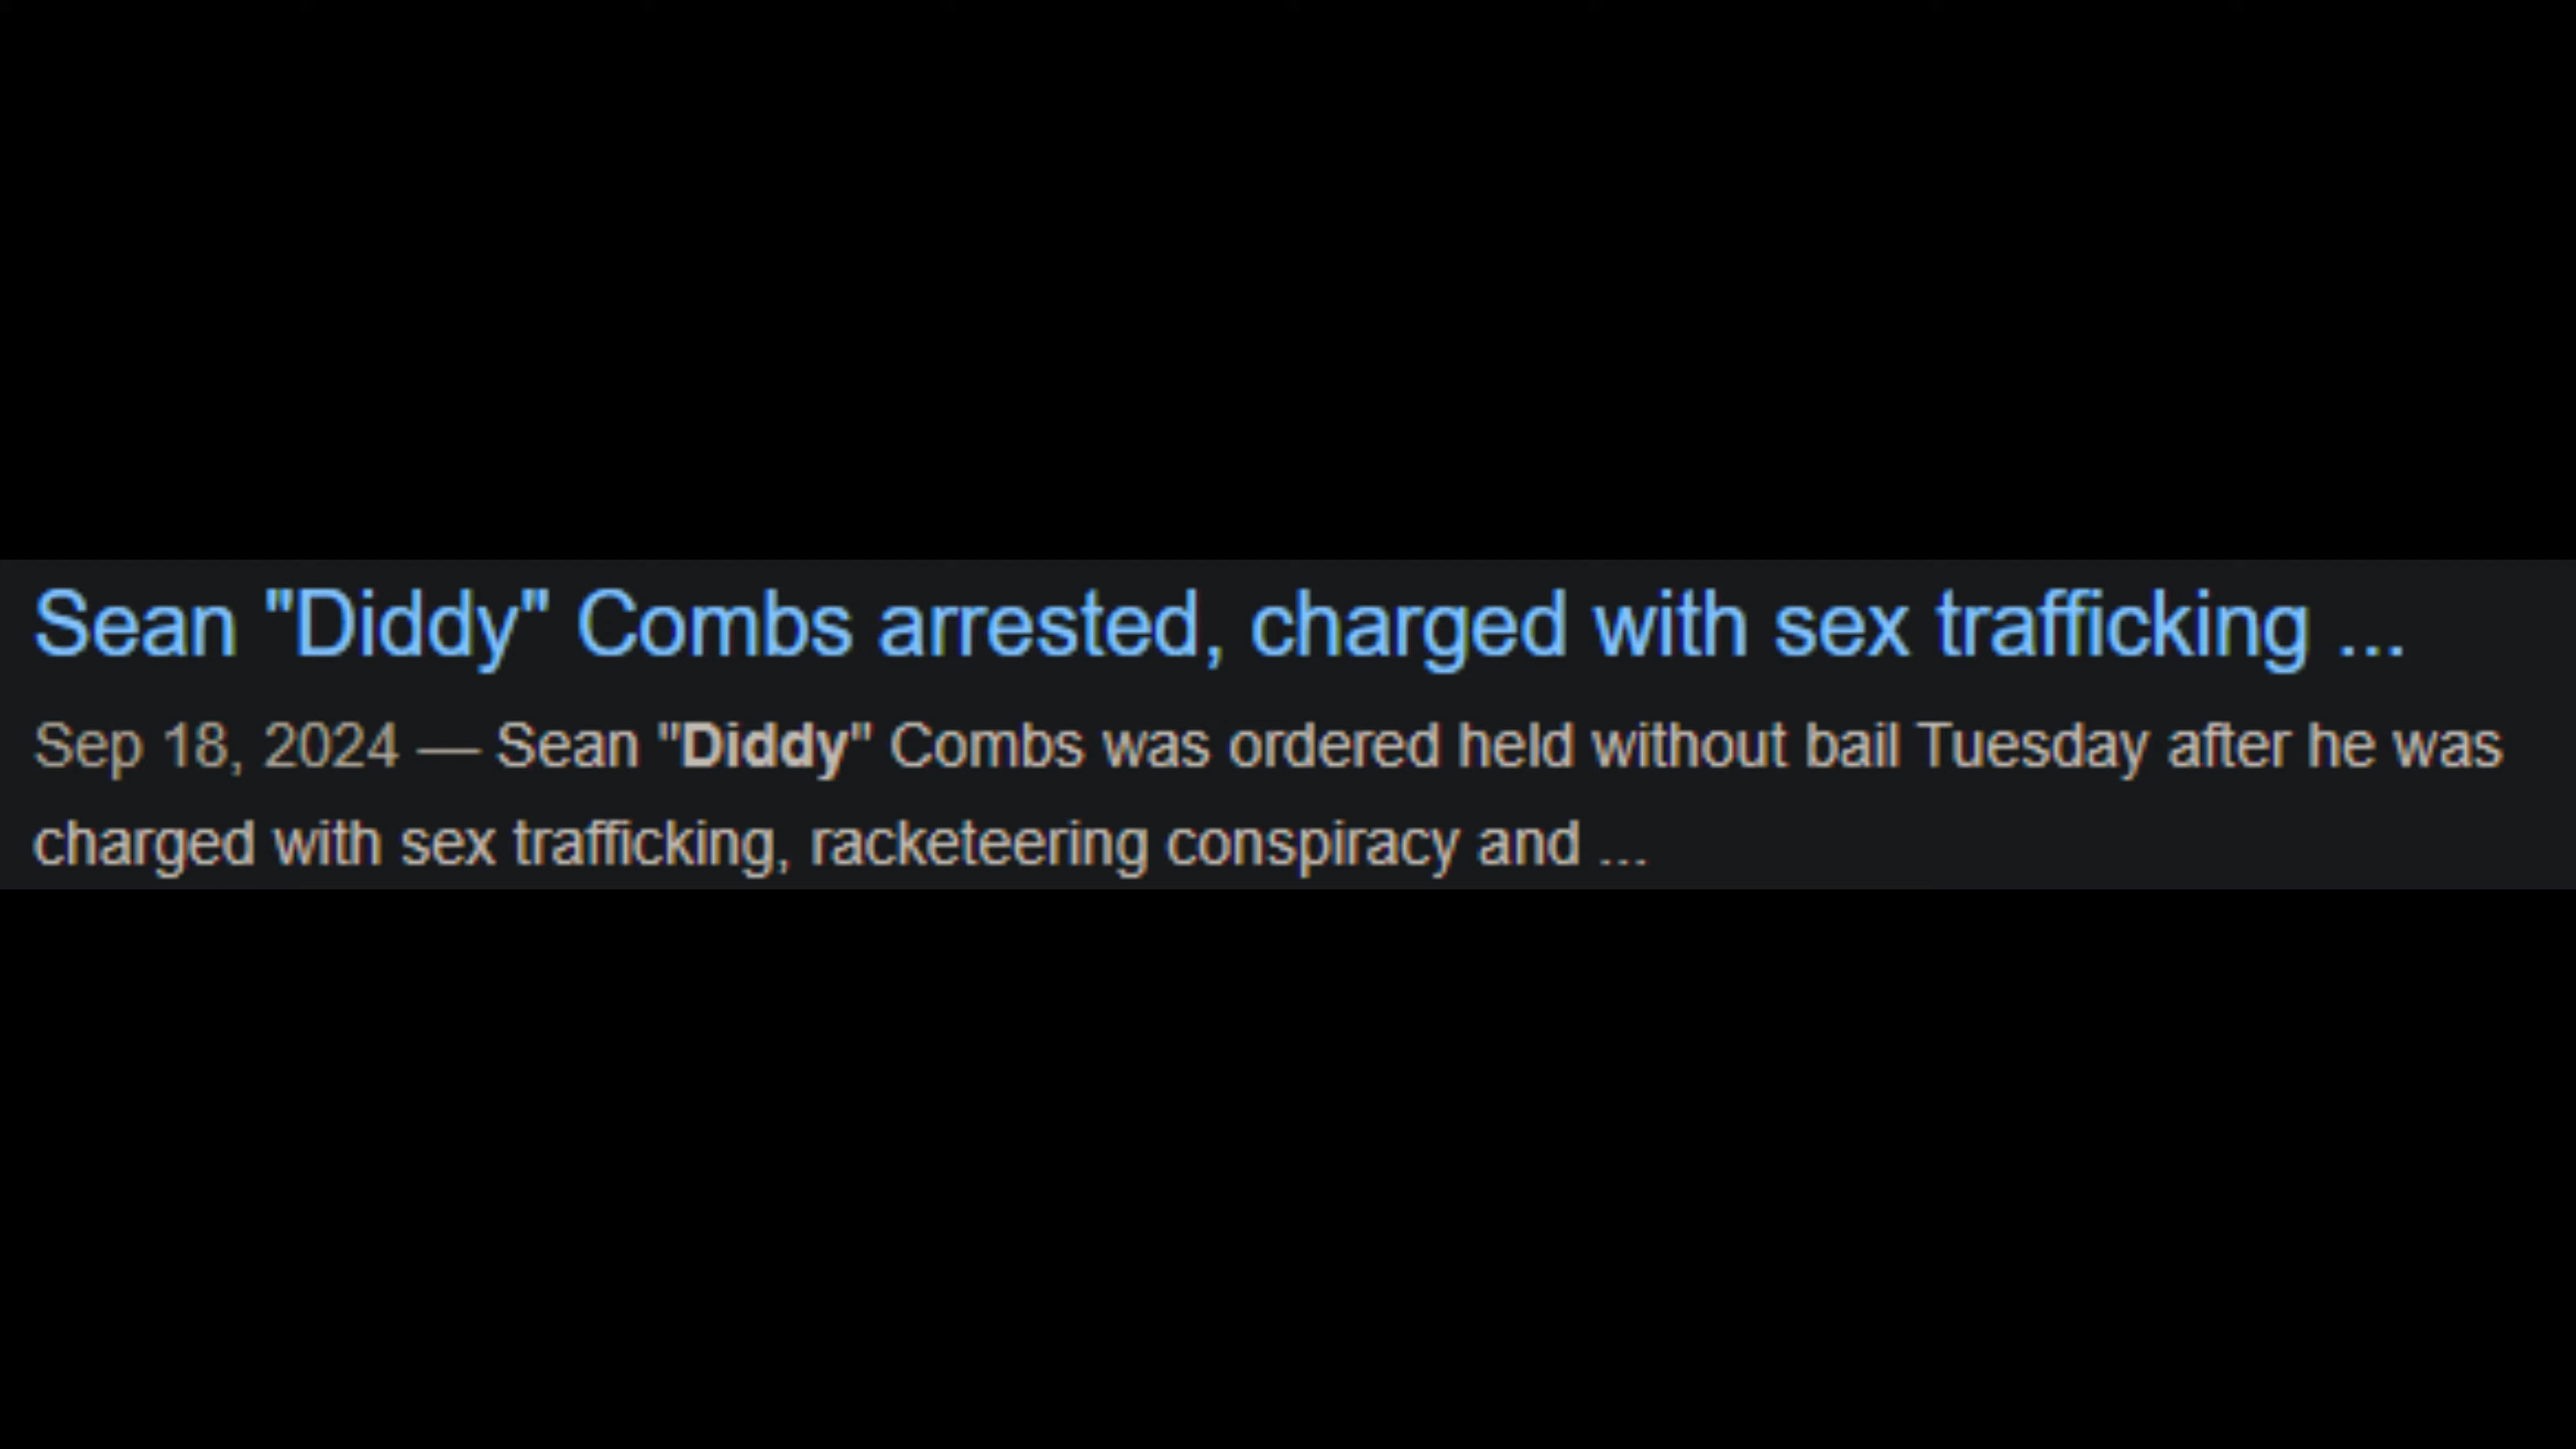 Sean "Diddy" Combs arrested, charged with sex trafficking ...
Sep 18, 2024 — Sean "Diddy" Combs was ordered held without bail Tuesday after he was
charged with sex trafficking, racketeering conspiracy and ...